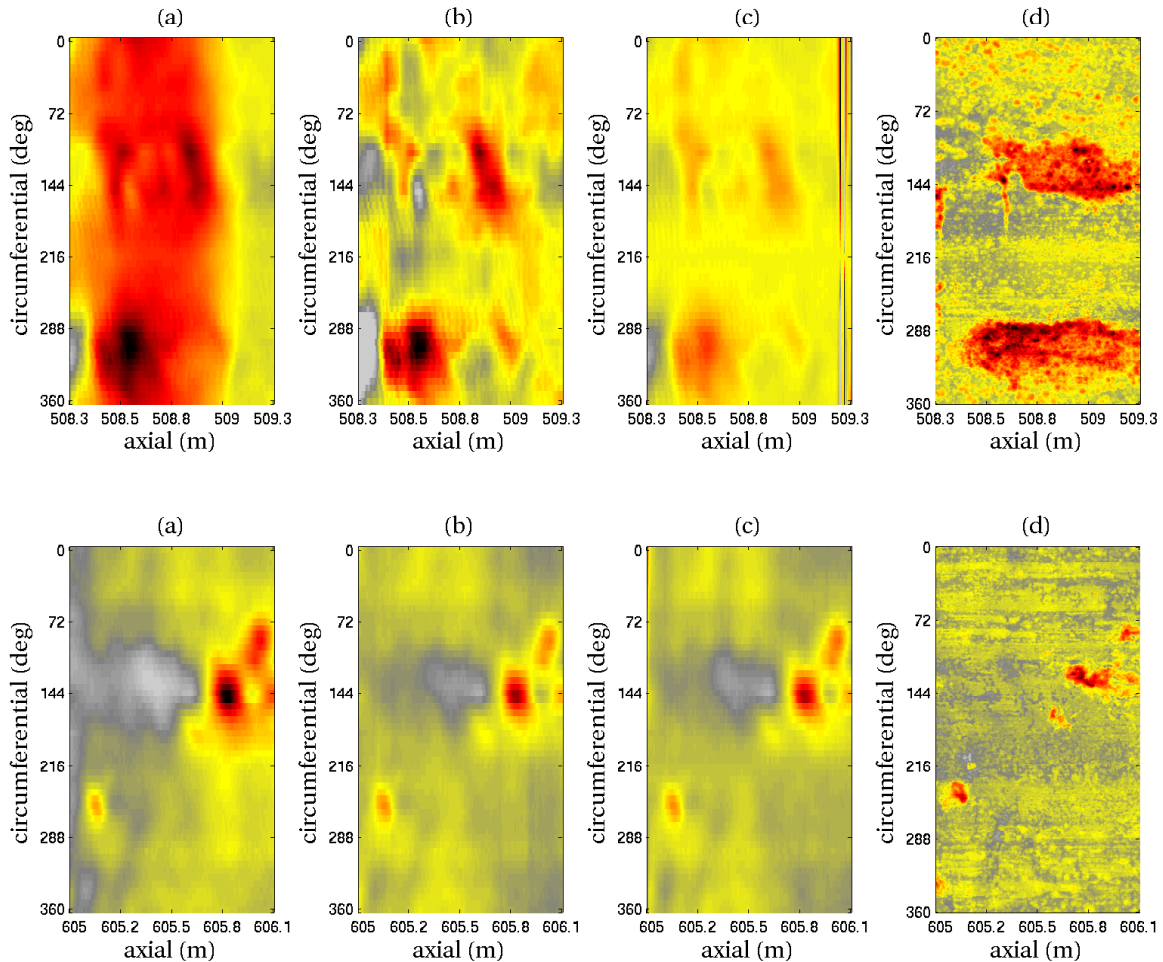 (a) (b) (c) (d)
circumferential (deg) circumferential (deg) circumferential (deg) circumferential (deg)
0 0 0 0
72 72 72 72
144 144 144 144
216 216 216 216
288 288 288 288
360 360 360 360
508.3 508.5 508.8 509 509.3 508.3 508.5 508.8 509 509.3 508.3 508.5 508.8 509 509.3 508.3 508.5 508.8 509 509.3
axial (m) axial (m) axial (m) axial (m)
(a) (b) (c) (d)
circumferential (deg) circumferential (deg) circumferential (deg) circumferential (deg)
0 0 0 0
72 72 72 72
144 144 144 144
216 216 216 216
288 288 288 288
360 360 360 360
605 605.2 605.5 605.8 606.1 605 605.2 605.5 605.8 606.1 605 605.2 605.5 605.8 606.1 605 605.2 605.5 605.8 606.1
axial (m) axial (m) axial (m) axial (m)